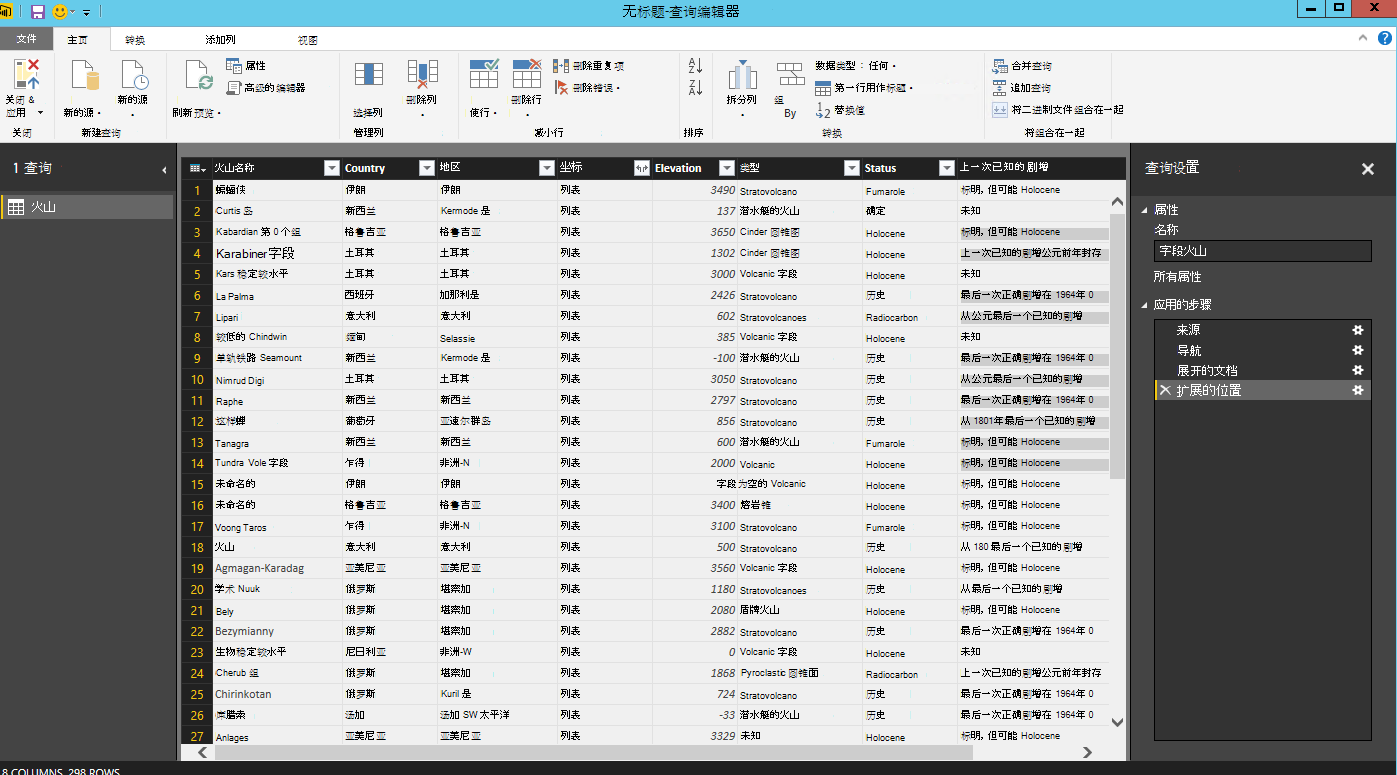 无标题-查询编辑器
文件 主页 转换 添加列 视图
关闭 & 应用 新的源 新的源 刷新预览 属性 高级的编辑器 选择列 删除列 使行 删除行 删除重复项 删除错误 拆分列 组 By 数据类型：任何 第一行用作标题 替换值 合并查询 追加查询 将二进制文件组合在一起
关闭 新建查询 管理列 减小行 排序 转换 将组合在一起
1 查询
火山
火山名称 Country 地区 坐标 Elevation 类型 Status 上一次已知的剧增
1 蝙蝠侠 伊朗 伊朗 列表 3490 Stratovolcano Fumarole 标明, 但可能 Holocene
2 Curtis 岛 新西兰 Kermode 是 列表 137 潜水艇的火山 确定 未知
3 Kabardian 第 0 个组 格鲁吉亚 格鲁吉亚 列表 3650 Cinder 圆锥图 Holocene 标明, 但可能 Holocene
4 Karabiner 字段 土耳其 土耳其 列表 1302 Cinder 圆锥图 Holocene 上一次已知的剧增公元前年封存
5 Kars 稳定较水平 土耳其 土耳其 列表 3000 Volcanic 字段 Holocene 未知
6 La Palma 西班牙 加那利是 列表 2426 Stratovolcano 历史 最后一次正确剧增在 1964年 0
7 Lipari 意大利 意大利 列表 602 Stratovolcanoes Radiocarbon 从公元最后一个已知的剧增
8 较低的 Chindwin 缅甸 Selassie 列表 385 Volcanic 字段 Holocene 未知
9 单轨铁路 Seamount 新西兰 Kermode 是 列表 -100 潜水艇的火山 历史 最后一次正确剧增在 1964年 0
10 Nimrud Digi 土耳其 土耳其 列表 3050 Stratovolcano 历史 从公元最后一个已知的剧增
11 Raphe 新西兰 新西兰 列表 2797 Stratovolcano 历史 最后一次正确剧增在 1964年 0
12 这样蝉 葡萄牙 亚速尔群岛 列表 856 Stratovolcano 历史 从 1801年最后一个已知的剧增
13 Tanagra 新西兰 新西兰 列表 600 潜水艇的火山 Fumarole 标明, 但可能 Holocene
14 Tundra Vole 字段 乍得 非洲-N 列表 2000 Volcanic Holocene 标明, 但可能 Holocene
15 未命名的 伊朗 伊朗 列表 字段为空的 Volcanic Holocene 标明, 但可能 Holocene
16 未命名的 格鲁吉亚 格鲁吉亚 列表 3400 熔岩锥 Holocene 标明, 但可能 Holocene
17 Voong Taros 乍得 非洲-N 列表 3100 Stratovolcano Fumarole 标明, 但可能 Holocene
18 火山 意大利 意大利 列表 500 Stratovolcano 历史 从 180 最后一个已知的剧增
19 Agmagan-Karadag 亚美尼亚 亚美尼亚 列表 3560 Volcanic 字段 Holocene 标明, 但可能 Holocene
20 学术 Nuuk 俄罗斯 堪察加 列表 1180 Stratovolcanoes 历史 从最后一个已知的剧增
21 Bely 俄罗斯 堪察加 列表 2080 盾牌火山 Holocene 标明, 但可能 Holocene
22 Bezymianny 俄罗斯 堪察加 列表 2882 Stratovolcano 历史 最后一次正确剧增在 1964年 0
23 生物稳定较水平 尼日利亚 非洲-W 列表 0 Volcanic 字段 Holocene 未知
24 Cherub 组 俄罗斯 堪察加 列表 1868 Pyroclastic 圆锥面 Radiocarbon 上一次已知的剧增公元前年封存
25 Chirinkotan 俄罗斯 Kuril 是 列表 724 Stratovolcano 历史 最后一次正确剧增在 1964年 0
26 库腊索 汤加 汤加 SW 太平洋 列表 -33 潜水艇的火山 历史 最后一次正确剧增在 1964年 0
27 Anlages 亚美尼亚 亚美尼亚 列表 3329 未知 Holocene 标明, 但可能 Holocene
查询设置
属性
名称
字段火山
所有属性
应用的步骤
来源
导航
展开的文档
扩展的位置
8 COLUMNS, 298 ROWS